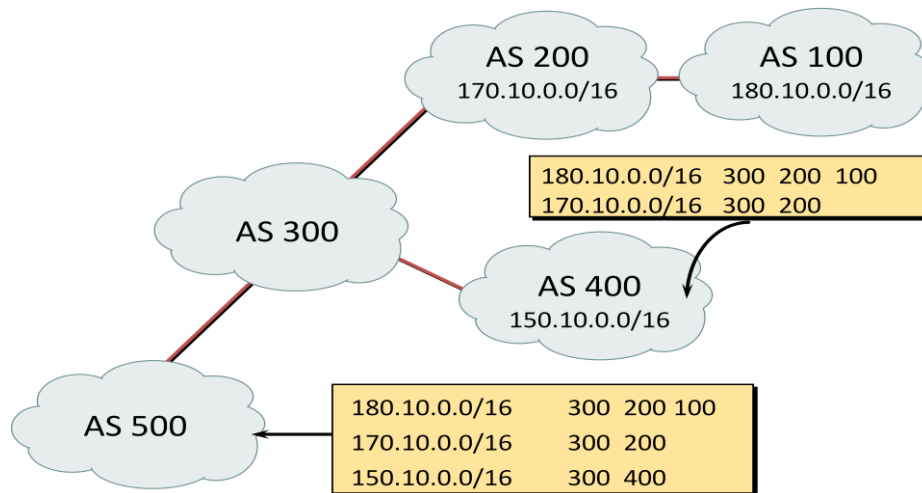 AS 200
170.10.0.0/16
AS 100
180.10.0.0/16
180.10.0.0/16 300 200 100
170.10.0.0/16 300 200
AS 300
AS 400
150.10.0.0/16
AS 500
180.10.0.0/16 300 200 100
170.10.0.0/16 300 200
150.10.0.0/16 300 400